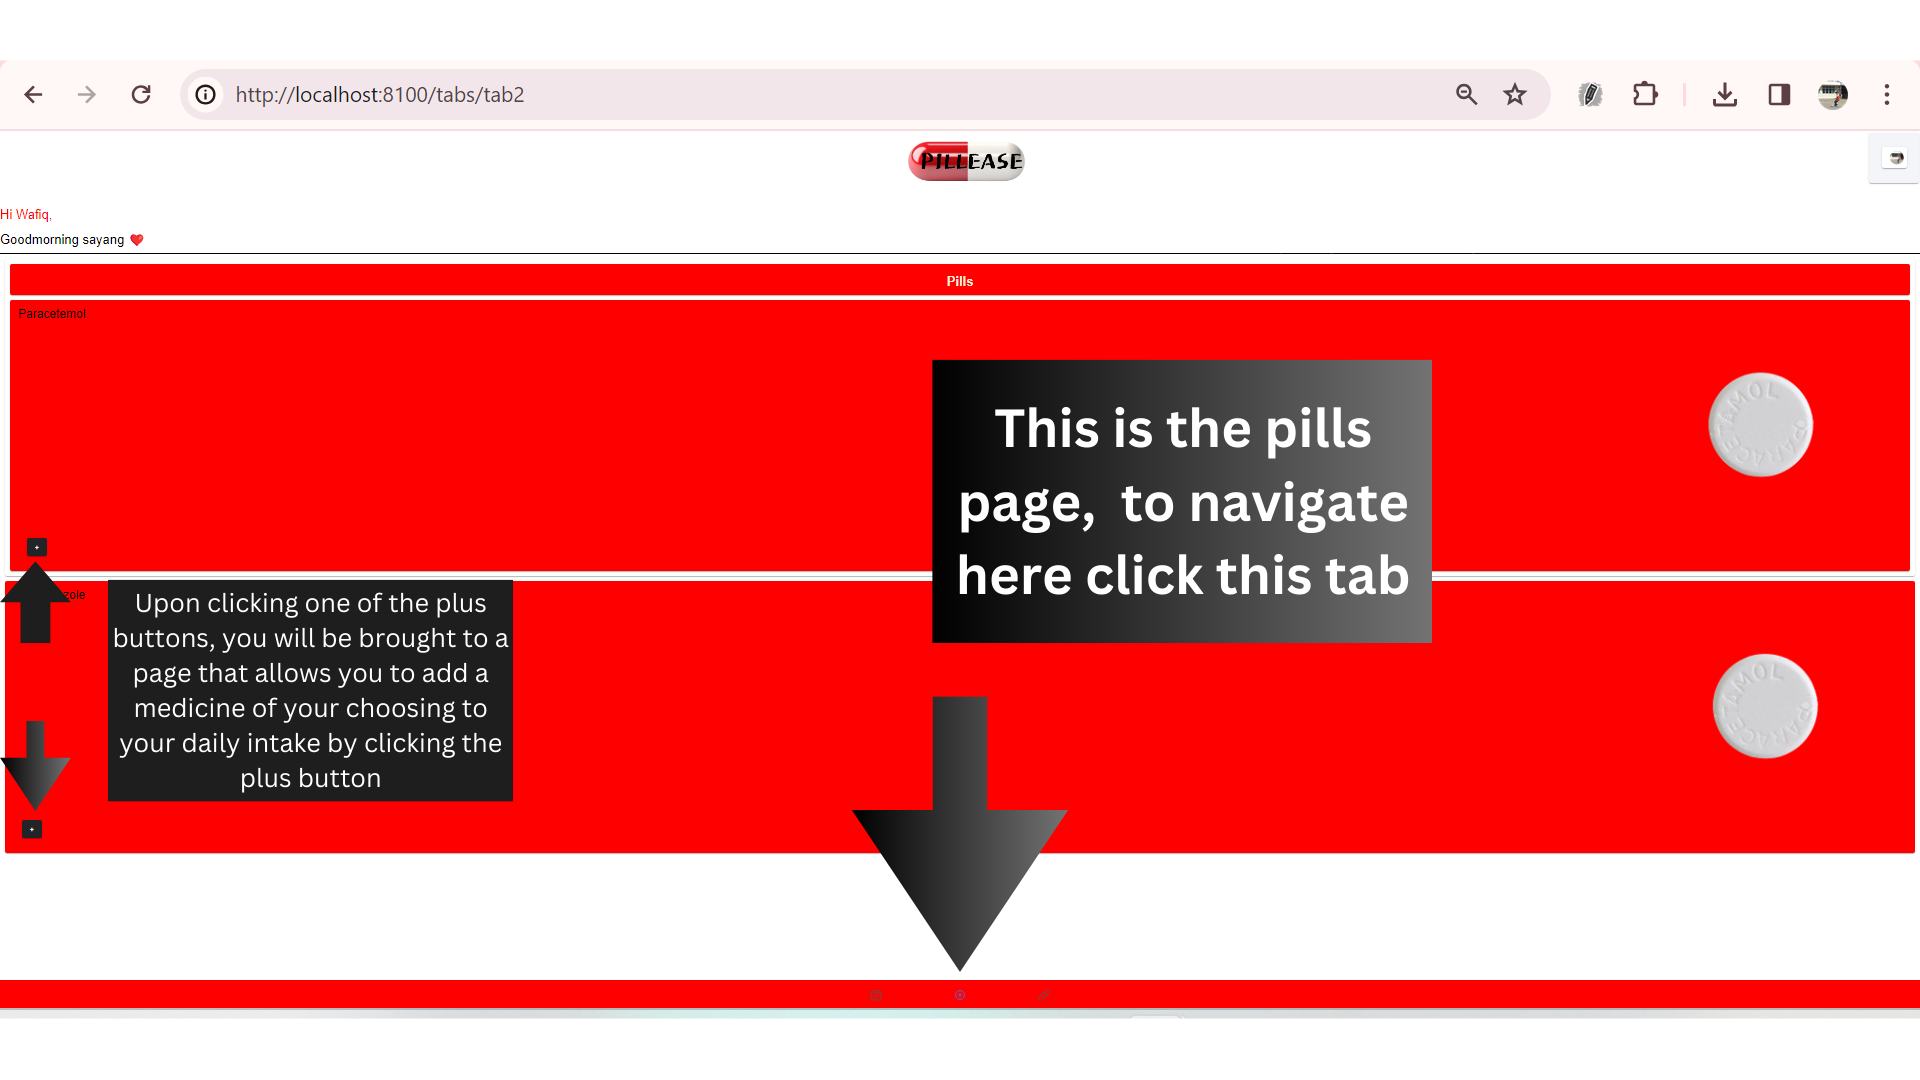 http://localhost:8100/tabs/tab2
PILLEASE
Hi Wafiq,
Goodmorning sayang ❤️
Pills
Paracetemol
PARACETAMOL
This is the pills
page, to navigate
here click this tab
+
zole
Upon clicking one of the plus
buttons, you will be brought to a
page that allows you to add a
medicine of your choosing to
your daily intake by clicking the
plus button
PARACETAMOL
+